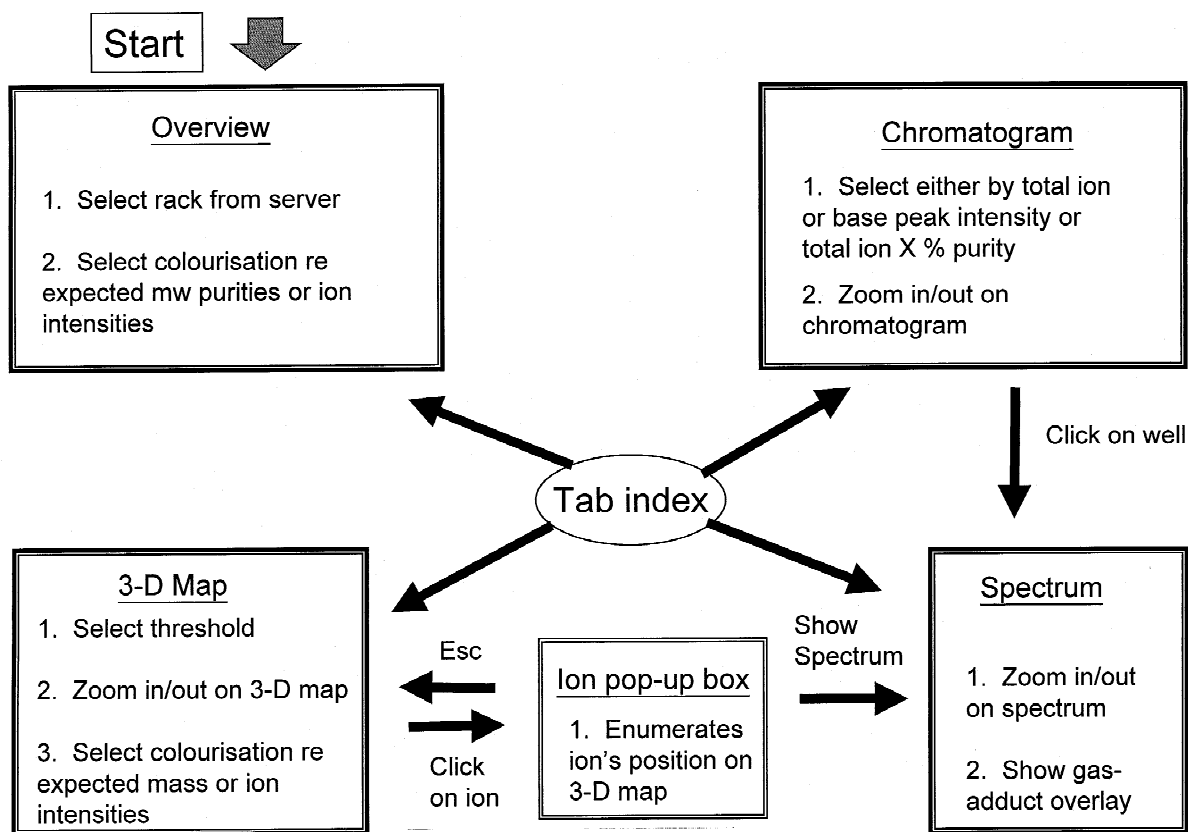 Start
Overview
1. Select rack from server
2. Select colourisation re
expected mw purities or ion
intensities
Chromatogram
1. Select either by total ion
or base peak intensity or
total ion X % purity
2. Zoom in/out on
chromatogram
Click on well
Tab index
3-D Map
1. Select threshold
2. Zoom in/out on 3-D map
3. Select colourisation re
expected mass or ion
intensities
Esc
Click
on ion
Ion pop-up box
1. Enumerates
ion's position on
3-D map
Show
Spectrum
Spectrum
1. Zoom in/out
on spectrum
2. Show gas-
adduct overlay